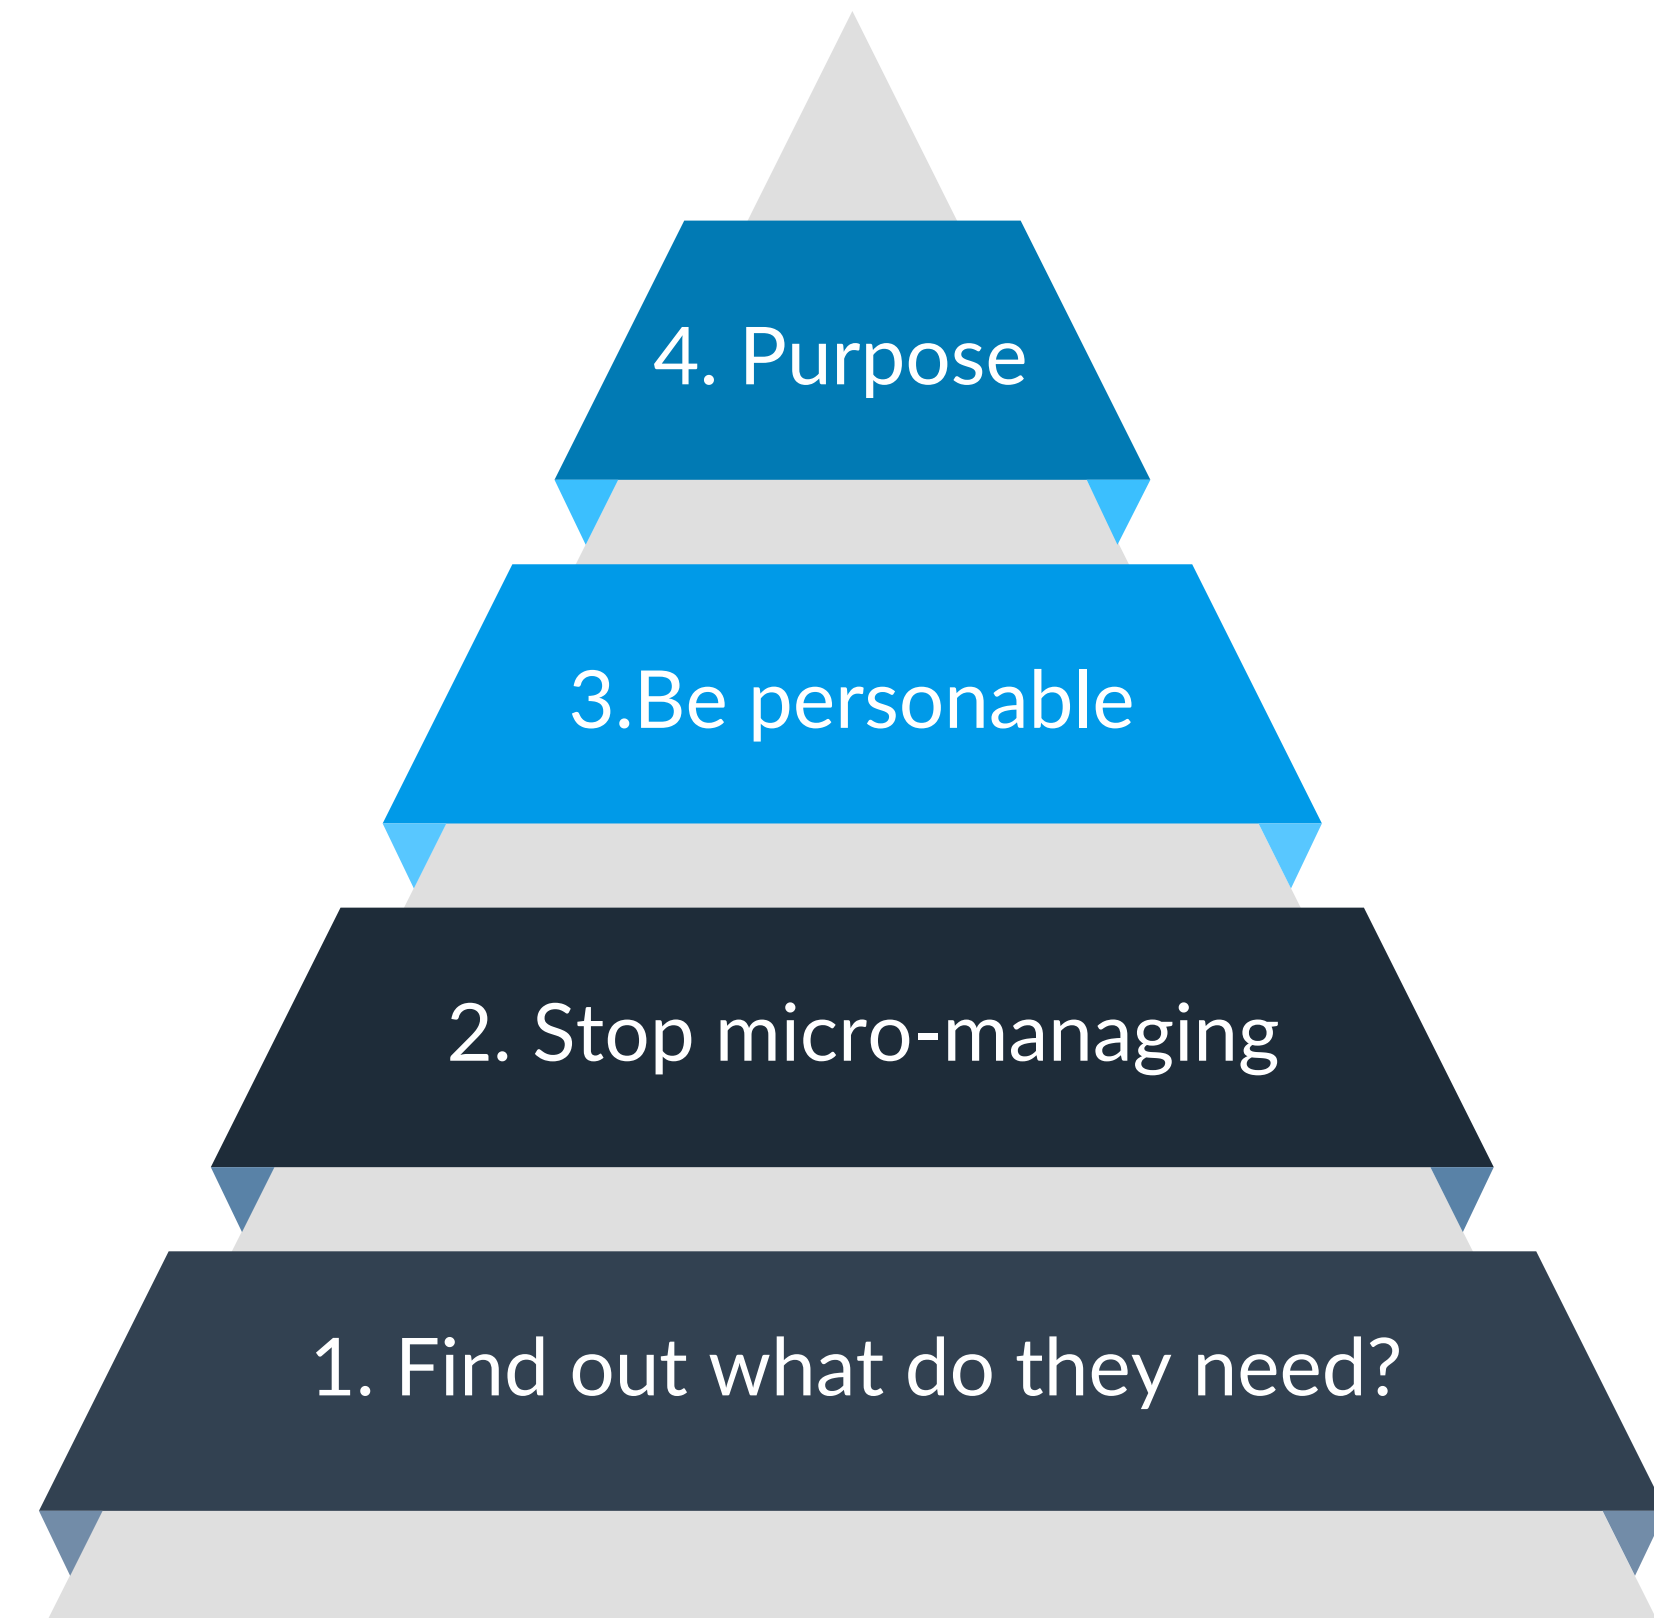 4. Purpose
3.Be personable
2. Stop micro-managing
1. Find out what do they need?